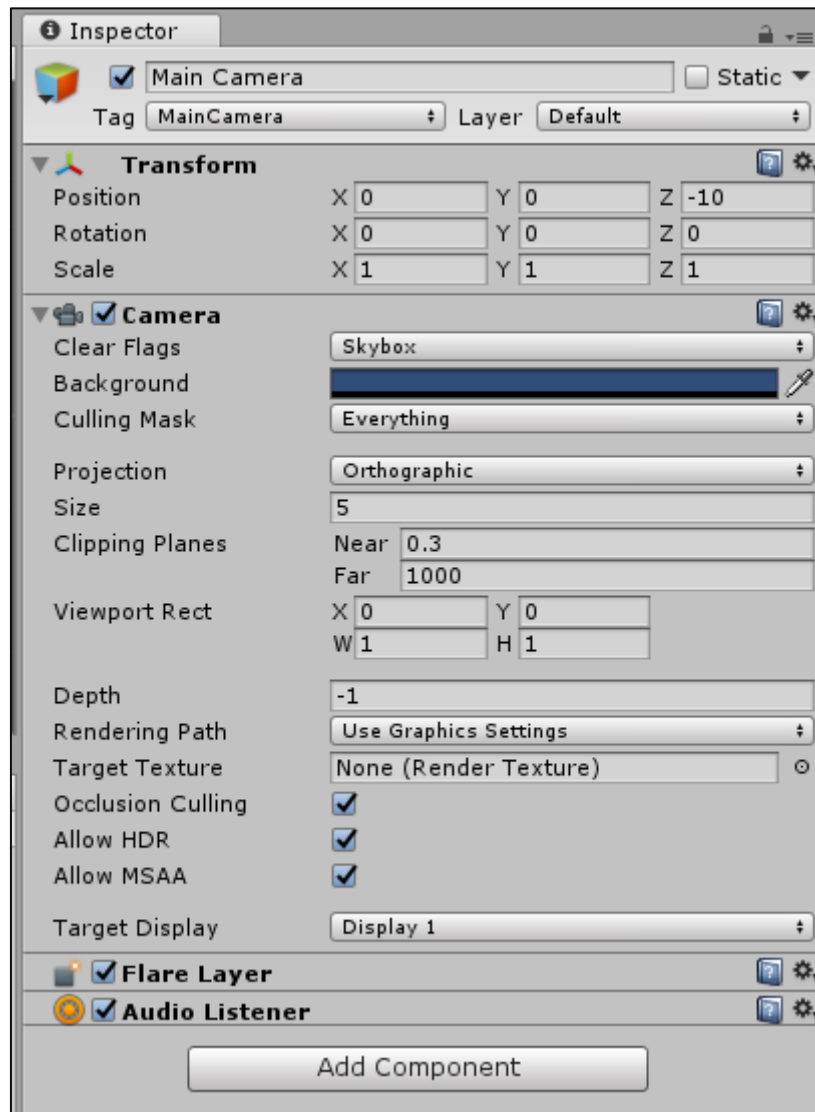 Inspector
Main Camera Static
Tag MainCamera Layer Default
Transform
Position X 0 Y 0 Z -10
Rotation X 0 Y 0 Z 0
Scale X 1 Y 1 Z 1
Camera
Clear Flags Skybox
Background
Culling Mask Everything
Projection Orthographic
Size 5
Clipping Planes Near 0.3
Far 1000
Viewport Rect X 0 Y 0
W 1 H 1
Depth -1
Rendering Path Use Graphics Settings
Target Texture None (Render Texture)
Occlusion Culling
Allow HDR
Allow MSAA
Target Display Display 1
Flare Layer
Audio Listener
Add Component